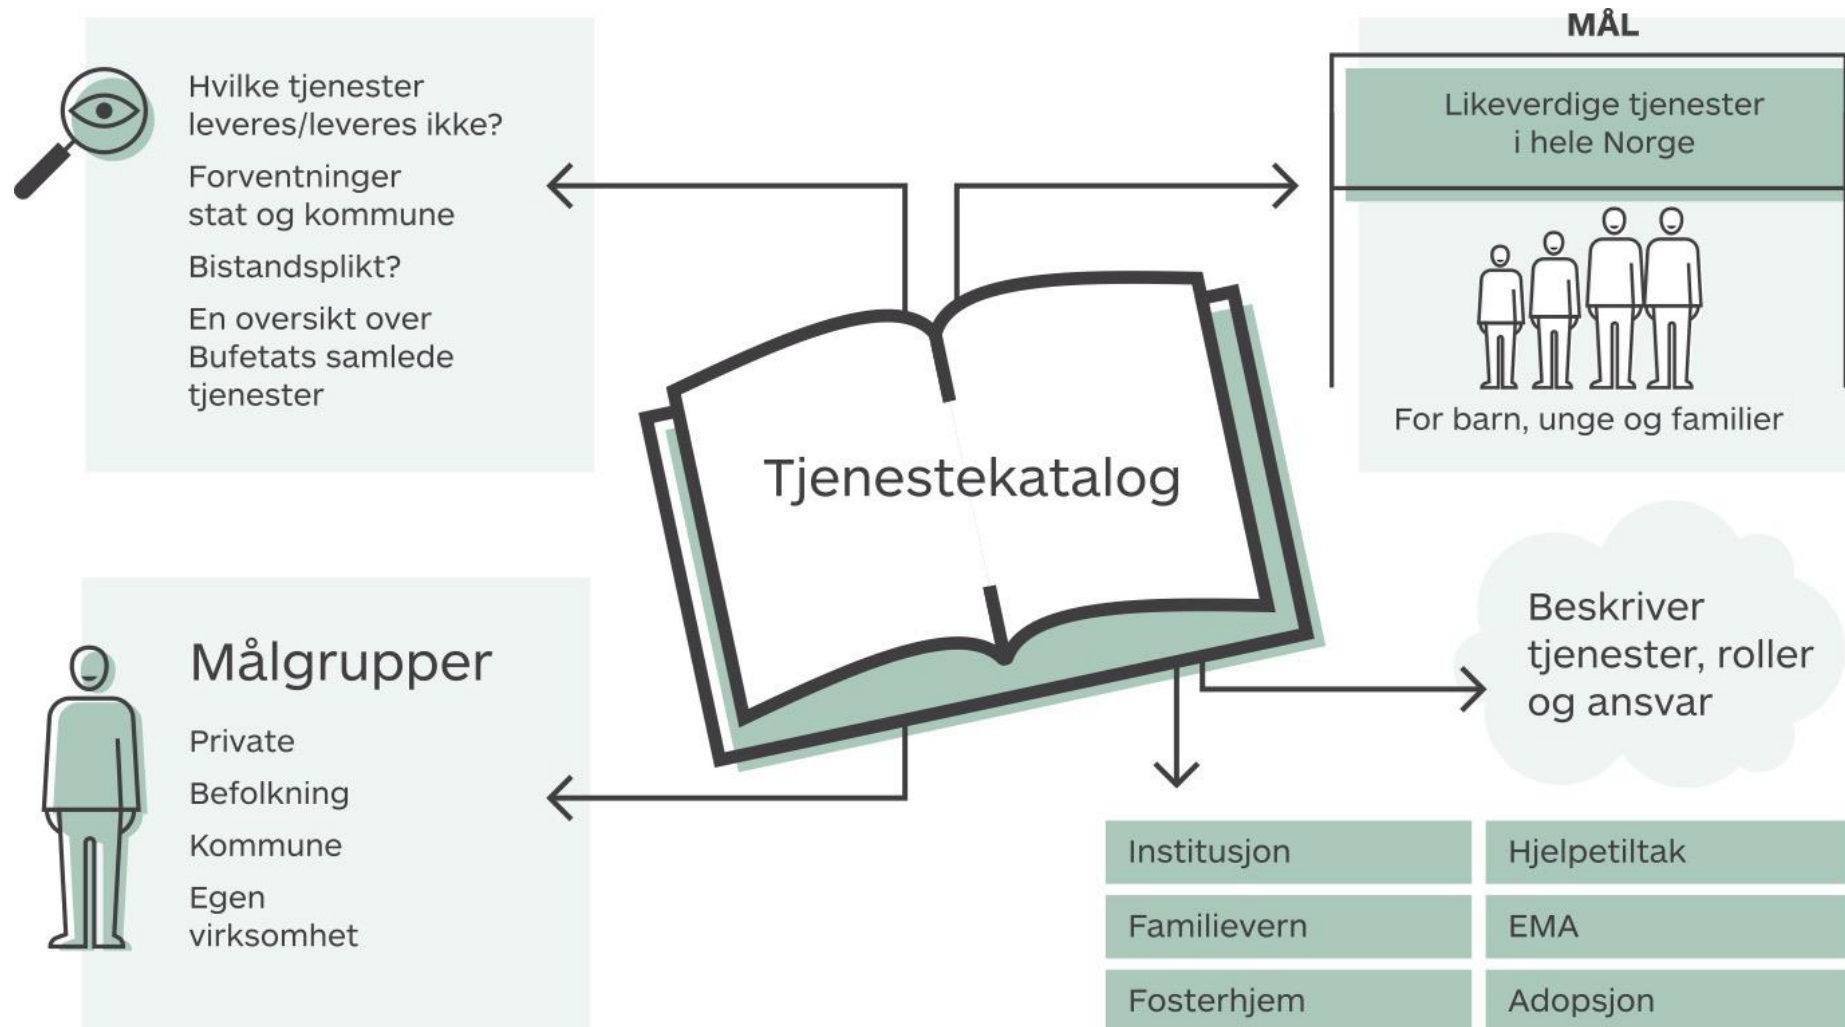 Hvilke tjenester
leveres/leveres ikke?
Forventninger
stat og kommune
Bistandsplikt?
En oversikt over
Bufetats samlede
tjenester
MÅL
Likeverdige tjenester
i hele Norge
For barn, unge og familier
Tjenestekatalog
Målgrupper
Private
Befolkning
Kommune
Egen
virksomhet
Beskriver
tjenester, roller
og ansvar
Institusjon
Hjelpetiltak
Familievern
EMA
Fosterhjem
Adopsjon